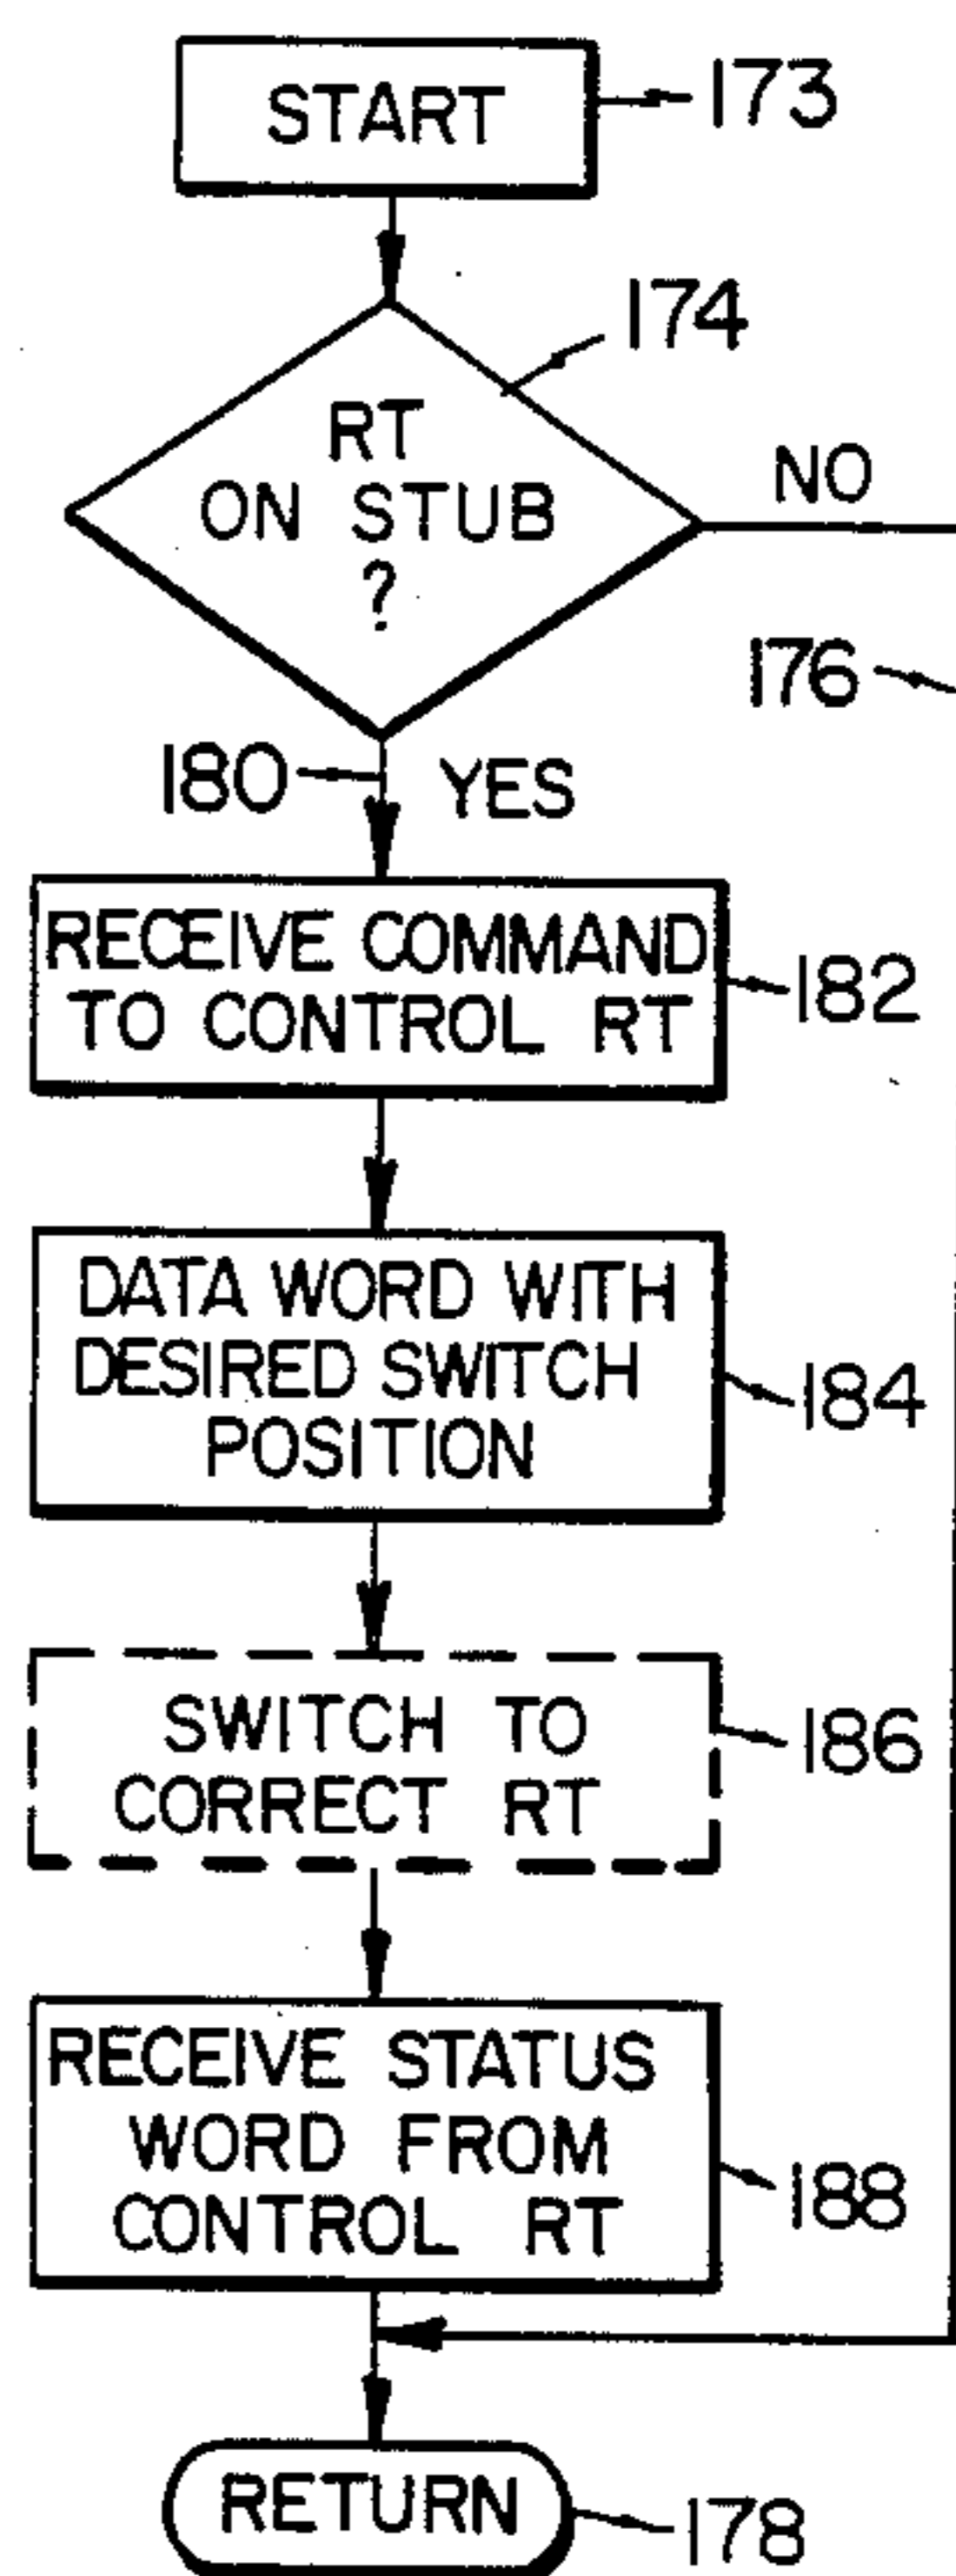 START
173
174
RT
ON STUB
?
NO
176
180
YES
RECEIVE COMMAND
TO CONTROL RT
182
DATA WORD WITH
DESIRED SWITCH
POSITION
184
SWITCH TO
CORRECT RT
186
RECEIVE STATUS
WORD FROM
CONTROL RT
188
RETURN
178